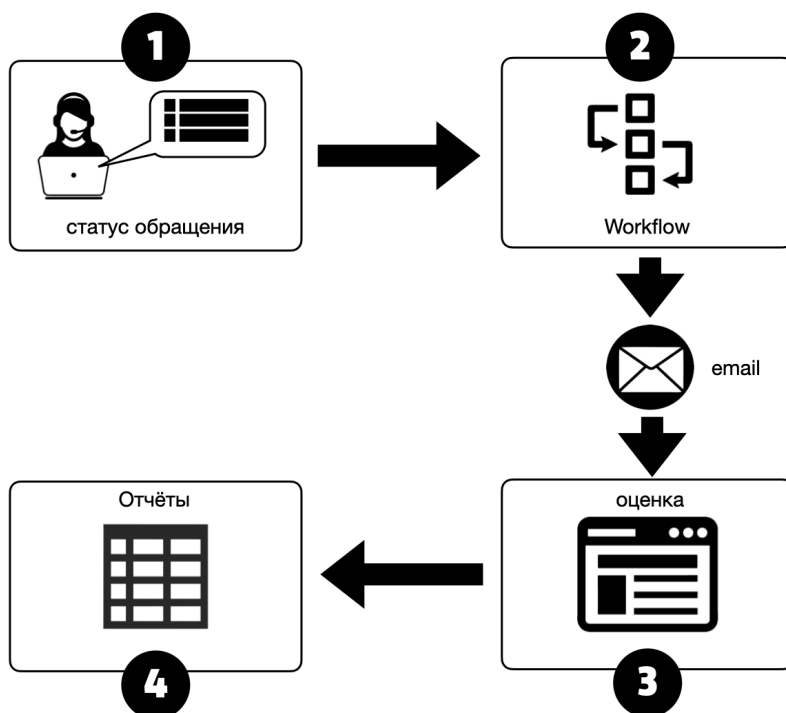 1
2
статус обращения
Workflow
email
Отчёты
оценка
4
3